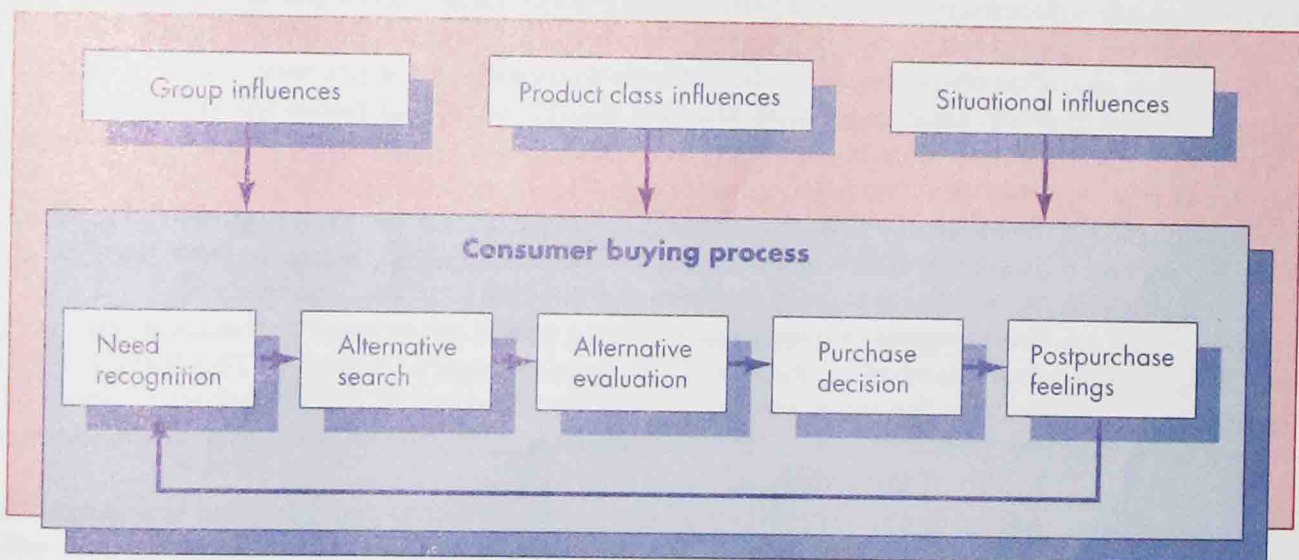 Group influences
Product class influences
Situational influences
Consumer buying process
Need
recognition
Alternative
search
Alternative
evaluation
Purchase
decision
Postpurchase
feelings